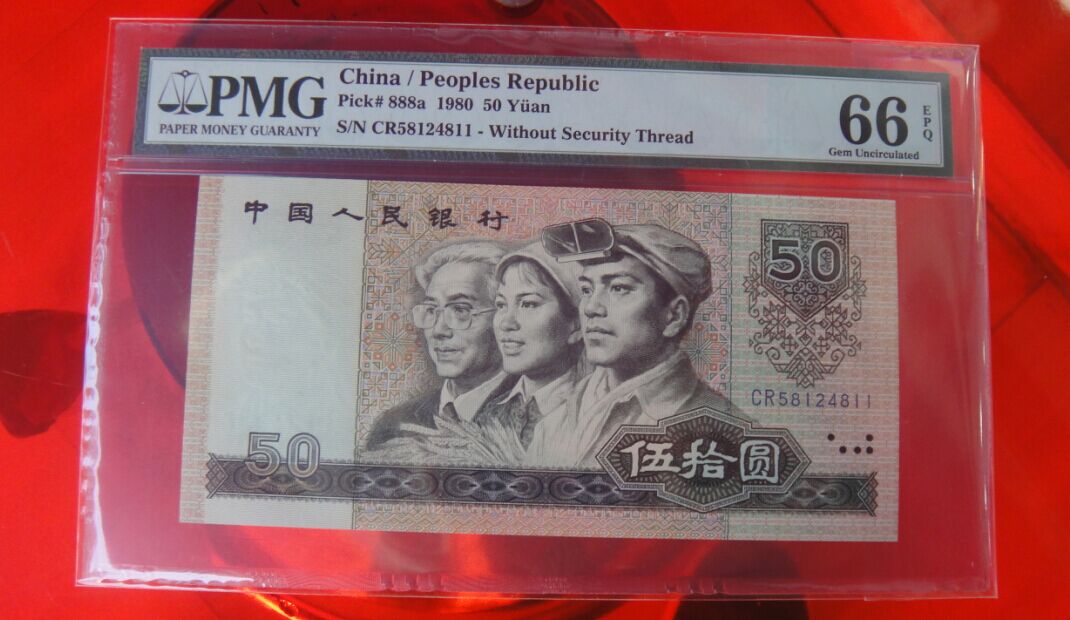 PMG
PAPER MONEY GUARANTY
China / Peoples Republic
Pick# 888a 1980 50 Yüan
S/N CR58124811 - Without Security Thread
66 EPQ
Gem Uncirculated
中国人民银行
50
CR58124811
50
伍拾圆